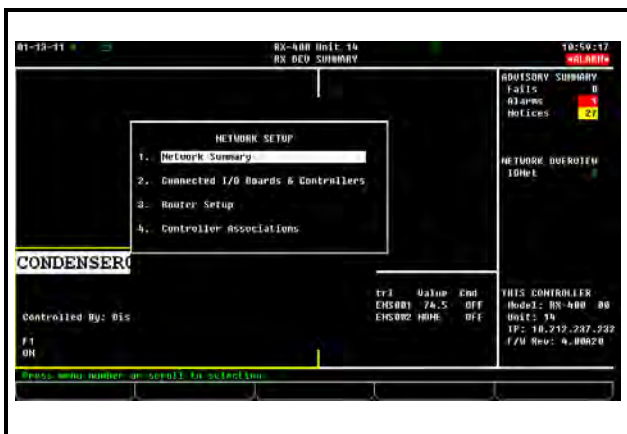 01-13-11
RX-400 Unit 14
10:59:17
RX DEV SUMMARY
*ALARM*
ADVISORY SUMMARY
Fails 0
Alarms 1
Notices 27
NETWORK SETUP
1. Network Summary
2. Connected I/O Boards & Controllers
3. Router Setup
4. Controller Associations
NETWORK OVERVIEW
IONet
CONDENSER
trl Value Cmd
EHS001 74.5 OFF
EHS002 NONE OFF
Controlled By: Dis
F1
ON
THIS CONTROLLER
Model: RX-400 00
Unit: 14
IP: 10.212.237.232
F/W Rev: 4.00A20
Press menu number or scroll to selection